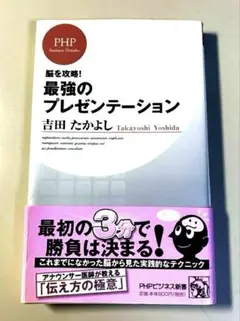 PHP
Business Shinsho
脳を攻略!
最強の
プレゼンテーション
吉田 たかよし Takayoshi Yoshida
最初の3分で
勝負は決まる!
これまでになかった脳から見た実践的なテクニック
アナウンサー医師が教える
「伝え方の極意」
PHPビジネス新書